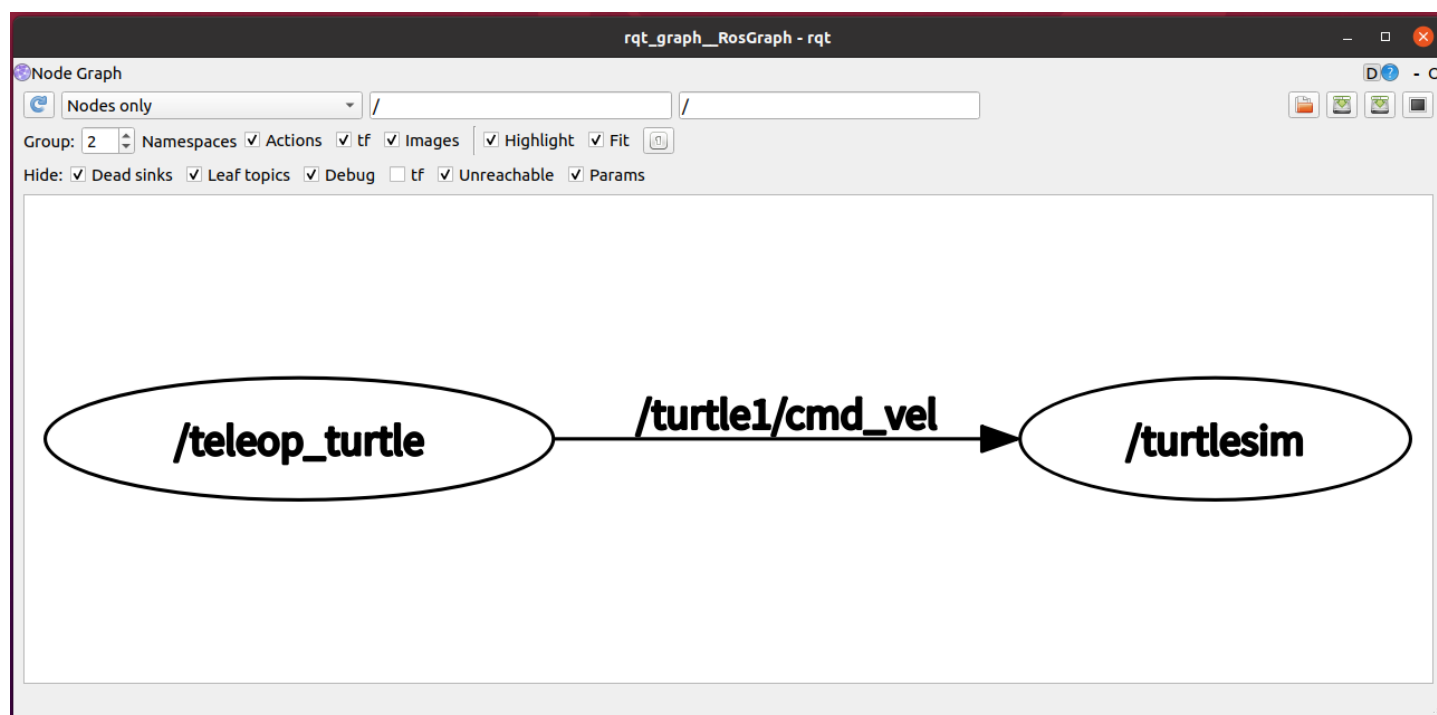 rqt_graph__RosGraph - rqt
Node Graph D ? - O
Nodes only / /
Group: 2 Namespaces Actions tf Images Highlight Fit
Hide: Dead sinks Leaf topics Debug tf Unreachable Params
/teleop_turtle /turtle1/cmd_vel /turtlesim